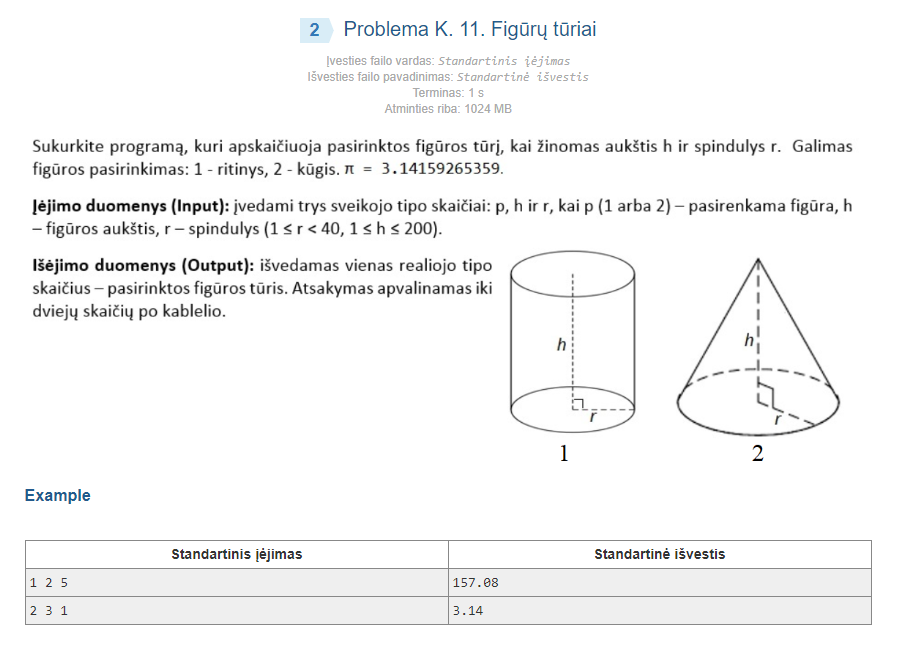 2 Problema K. 11. Figūrų tūriai
Įvesties failo vardas: Standartinis įėjimas
Išvesties failo pavadinimas: Standartinė išvestis
Terminas: 1 s
Atminties riba: 1024 MB
Sukurkite programą, kuri apskaičiuoja pasirinktos figūros tūrį, kai žinomas aukštis h ir spindulys r. Galimas
figūros pasirinkimas: 1 - ritinys, 2 - kūgis. π = 3.14159265359.
Įėjimo duomenys (Input): įvedami trys sveikojo tipo skaičiai: p, h ir r, kai p (1 arba 2) – pasirenkama figūra, h
– figūros aukštis, r – spindulys (1 ≤ r < 40, 1 ≤ h ≤ 200).
Išėjimo duomenys (Output): išvedamas vienas realiojo tipo
skaičius – pasirinktos figūros tūris. Atsakymas apvalinamas iki
dviejų skaičių po kablelio.
h
r
1
h
r
2
Example
Standartinis įėjimas Standartinė išvestis
1 2 5 157.08
2 3 1 3.14